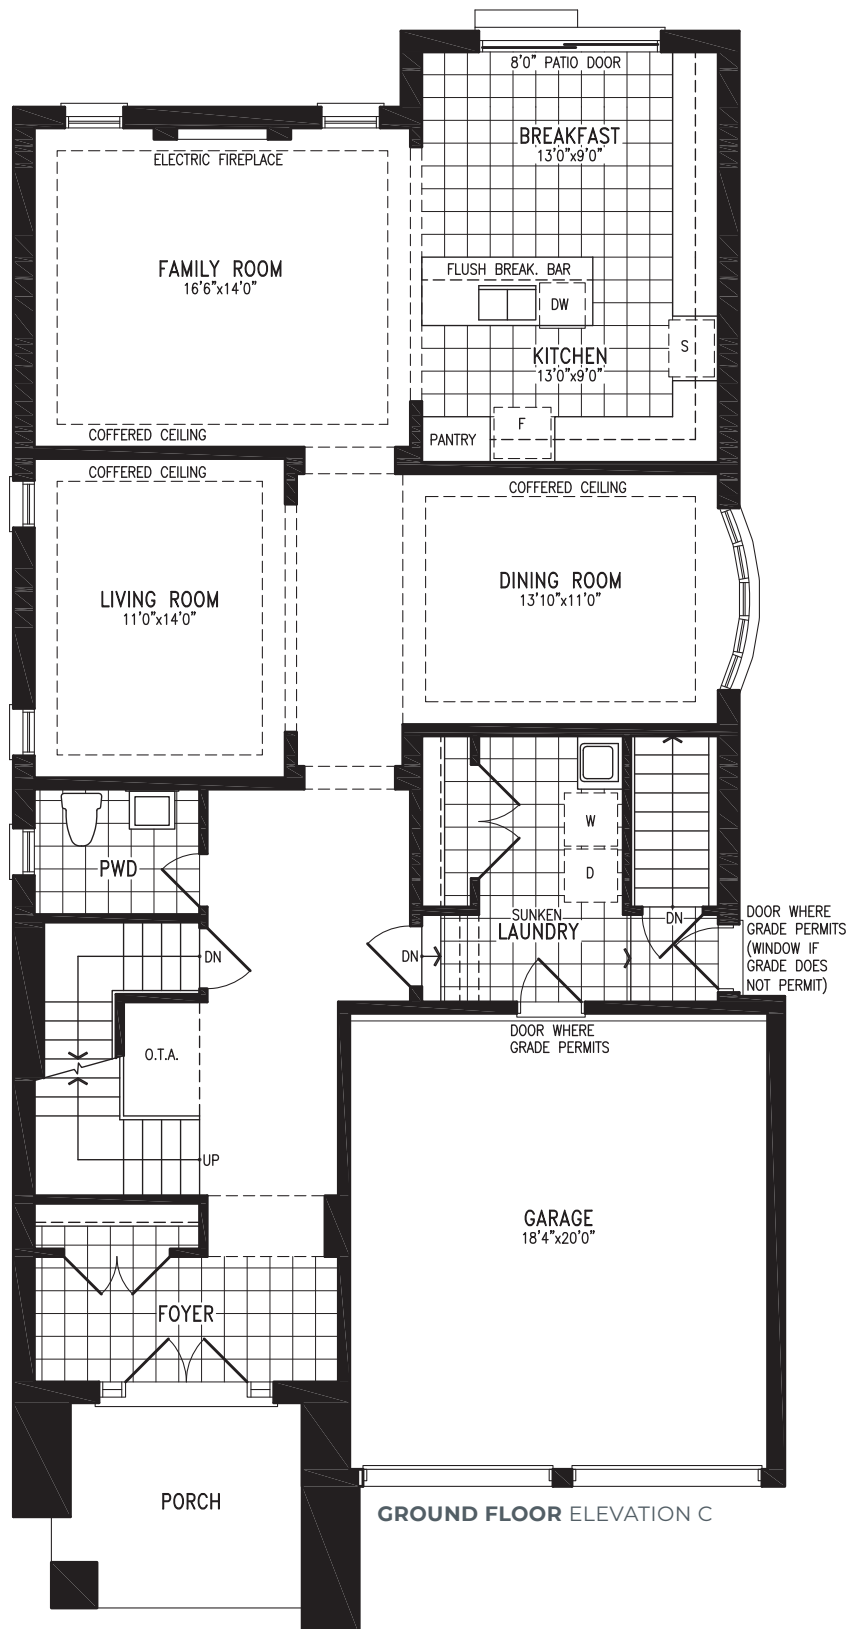 8'0" PATIO DOOR
BREAKFAST
13'0"x9'0"
ELECTRIC FIREPLACE
FAMILY ROOM
16'6"x14'0"
FLUSH BREAK. BAR
DW
S
KITCHEN
13'0"x9'0"
F
PANTRY
COFFERED CEILING
COFFERED CEILING
COFFERED CEILING
LIVING ROOM
11'0"x14'0"
DINING ROOM
13'10"x11'0"
W
D
PWD
SUNKEN
LAUNDRY
DN
DN
DN
DOOR WHERE
GRADE PERMITS
(WINDOW IF
GRADE DOES
NOT PERMIT)
DOOR WHERE
GRADE PERMITS
O.T.A.
UP
GARAGE
18'4"x20'0"
FOYER
PORCH
GROUND FLOOR ELEVATION C